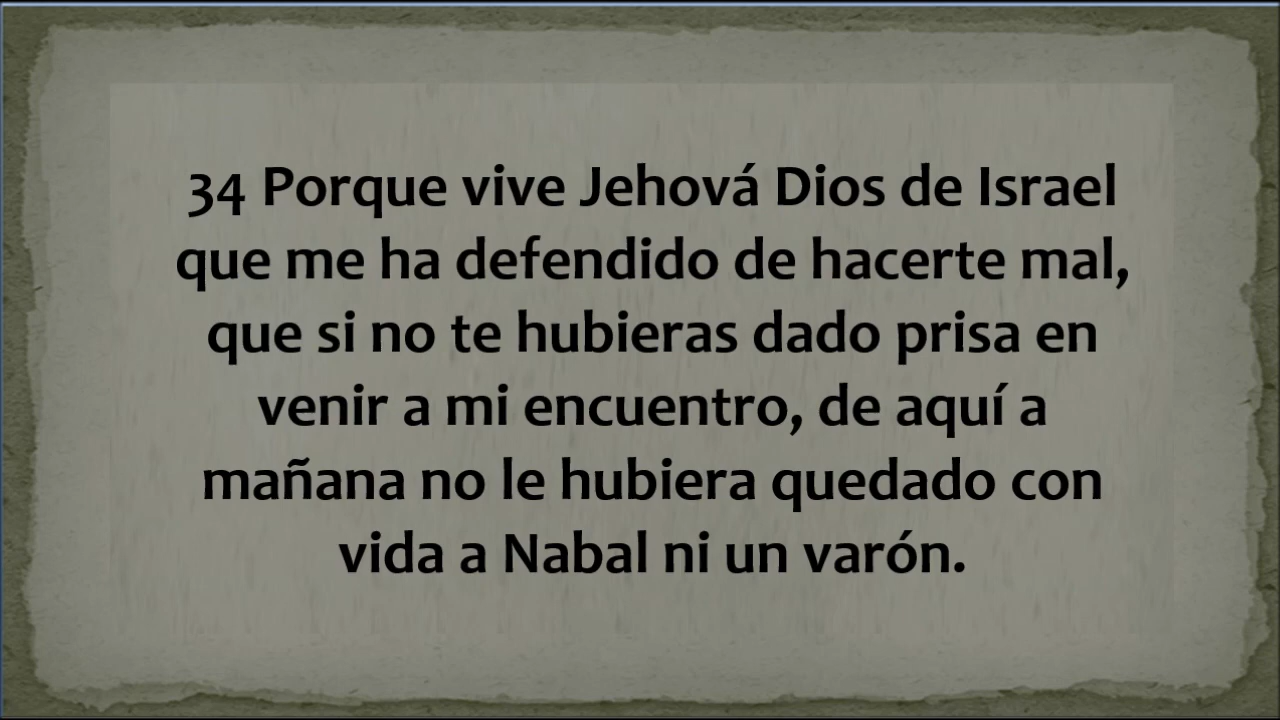 34 Porque vive Jehová Dios de Israel
que me ha defendido de hacerte mal,
que si no te hubieras dado prisa en
venir a mi encuentro, de aquí a
mañana no le hubiera quedado con
vida a Nabal ni un varón.